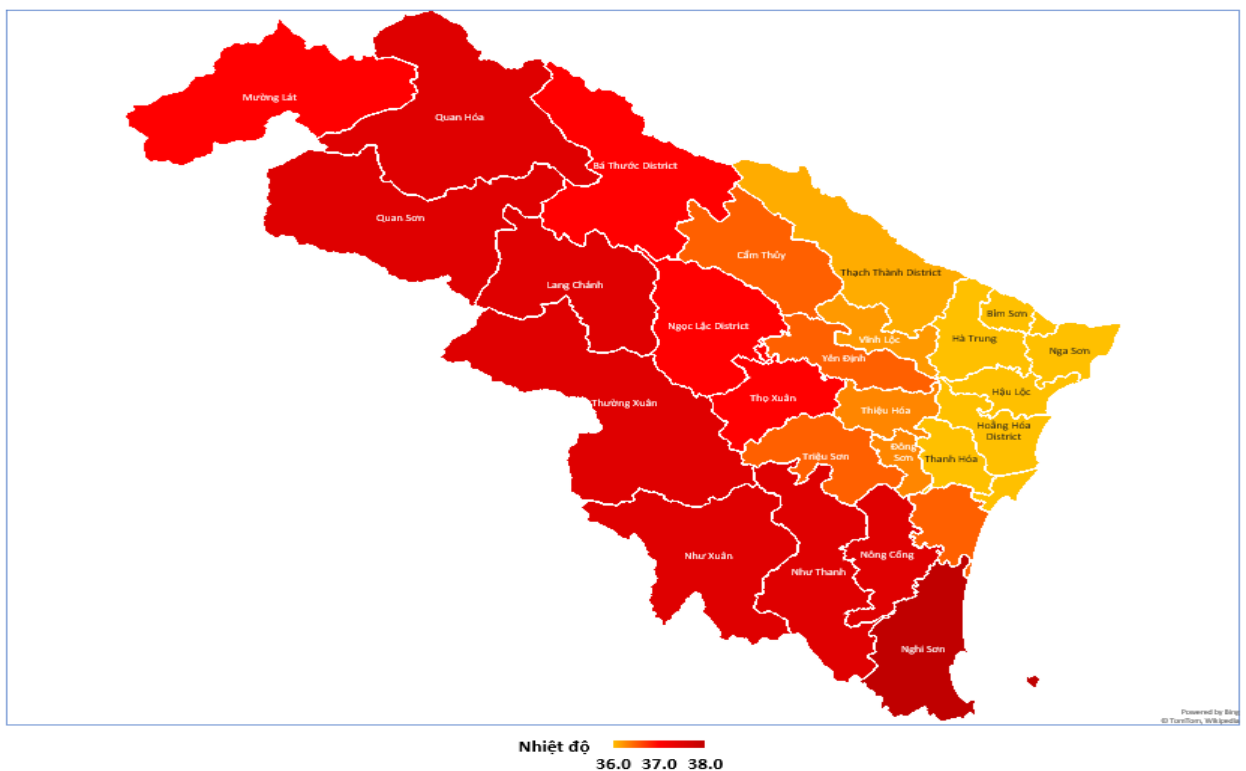 Mường Lát
Quan Hóa
Bá Thước District
Quan Sơn
Cẩm Thủy
Thạch Thành District
Lang Chánh
Bỉm Sơn
Ngọc Lặc District
Hà Trung
Vĩnh Lộc
Nga Sơn
Yên Định
Hậu Lộc
Thọ Xuân
Thường Xuân
Thiệu Hóa
Hoằng Hóa
District
Đông
Sơn
Triệu Sơn
Thanh Hóa
Như Xuân
Nông Cống
Như Thanh
Nghi Sơn
Powered by Bing
© TomTom, Wikipedia
Nhiệt độ
36.0 37.0 38.0